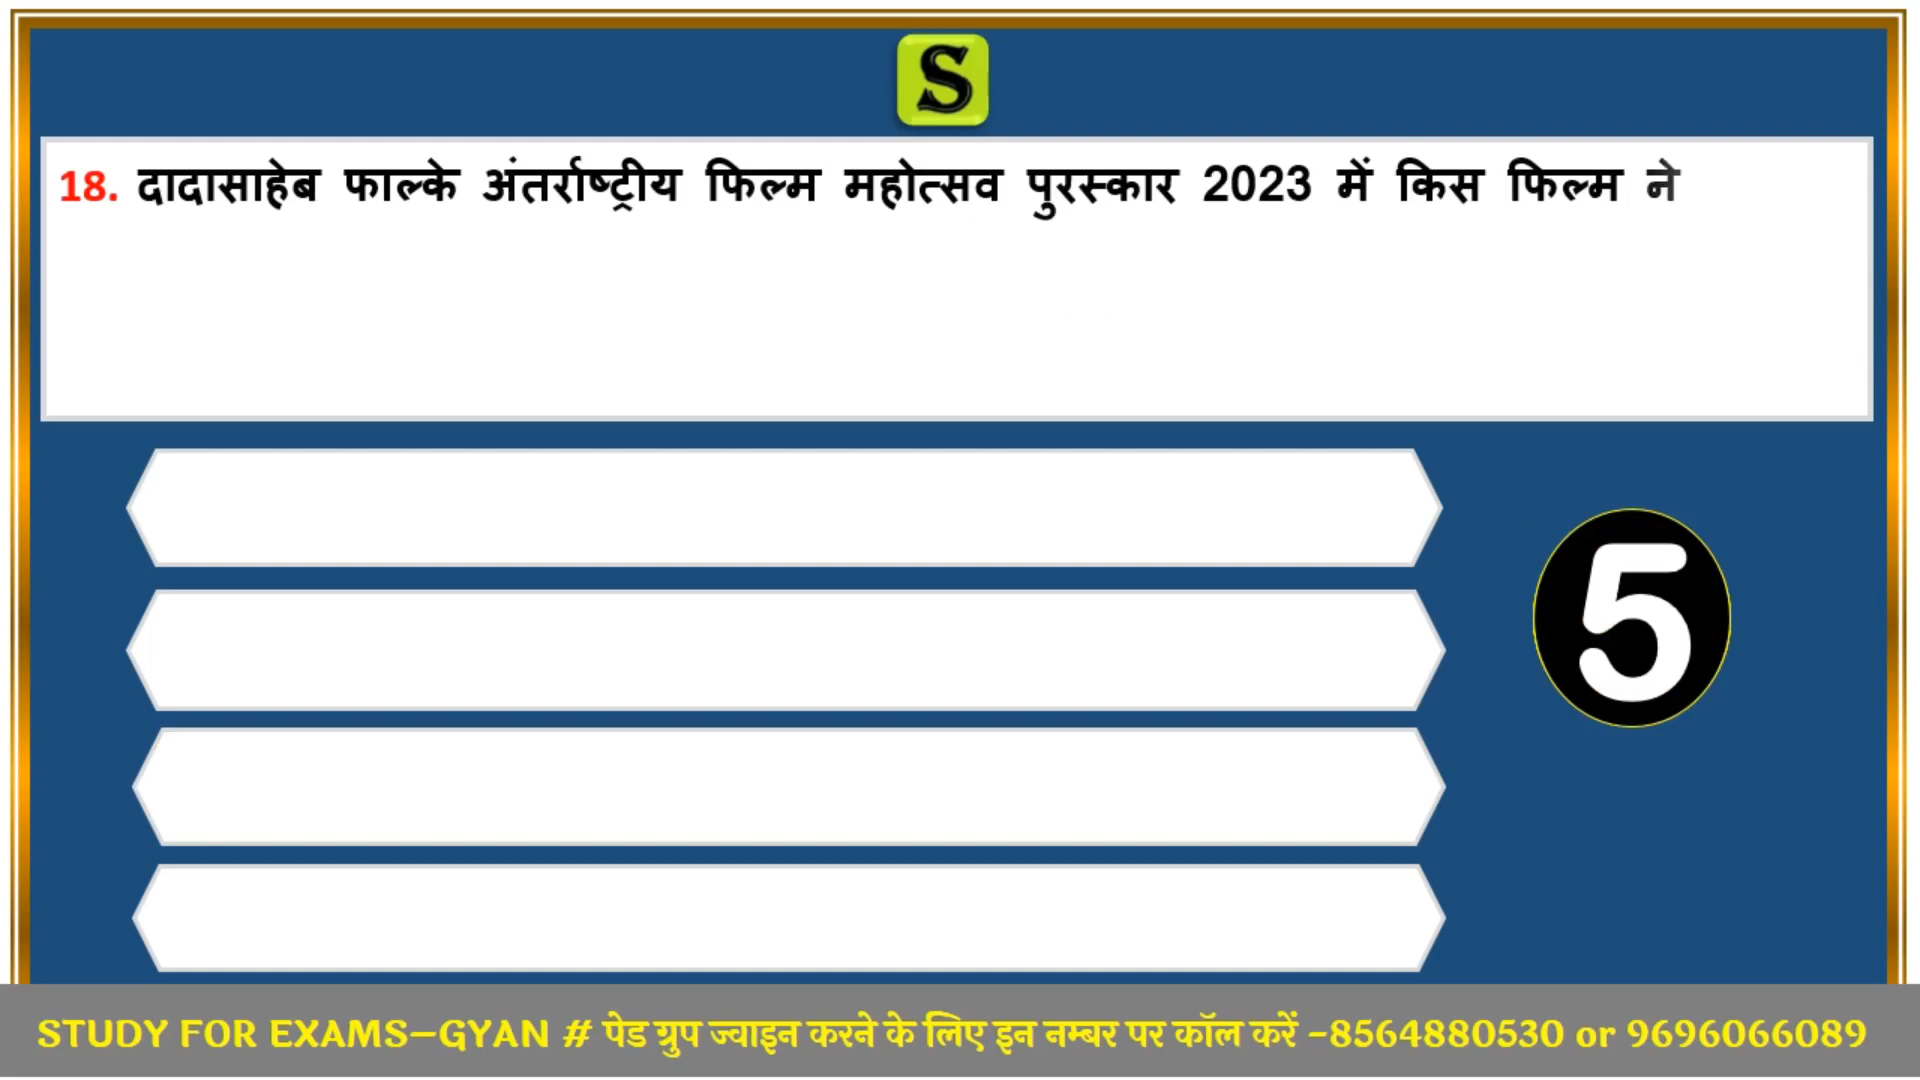 S
18. दादासाहेब फाल्के अंतर्राष्ट्रीय फिल्म महोत्सव पुरस्कार 2023 में किस फिल्म ने
5
STUDY FOR EXAMS–GYAN # पेड ग्रुप ज्वाइन करने के लिए इन नम्बर पर कॉल करें -8564880530 or 9696066089